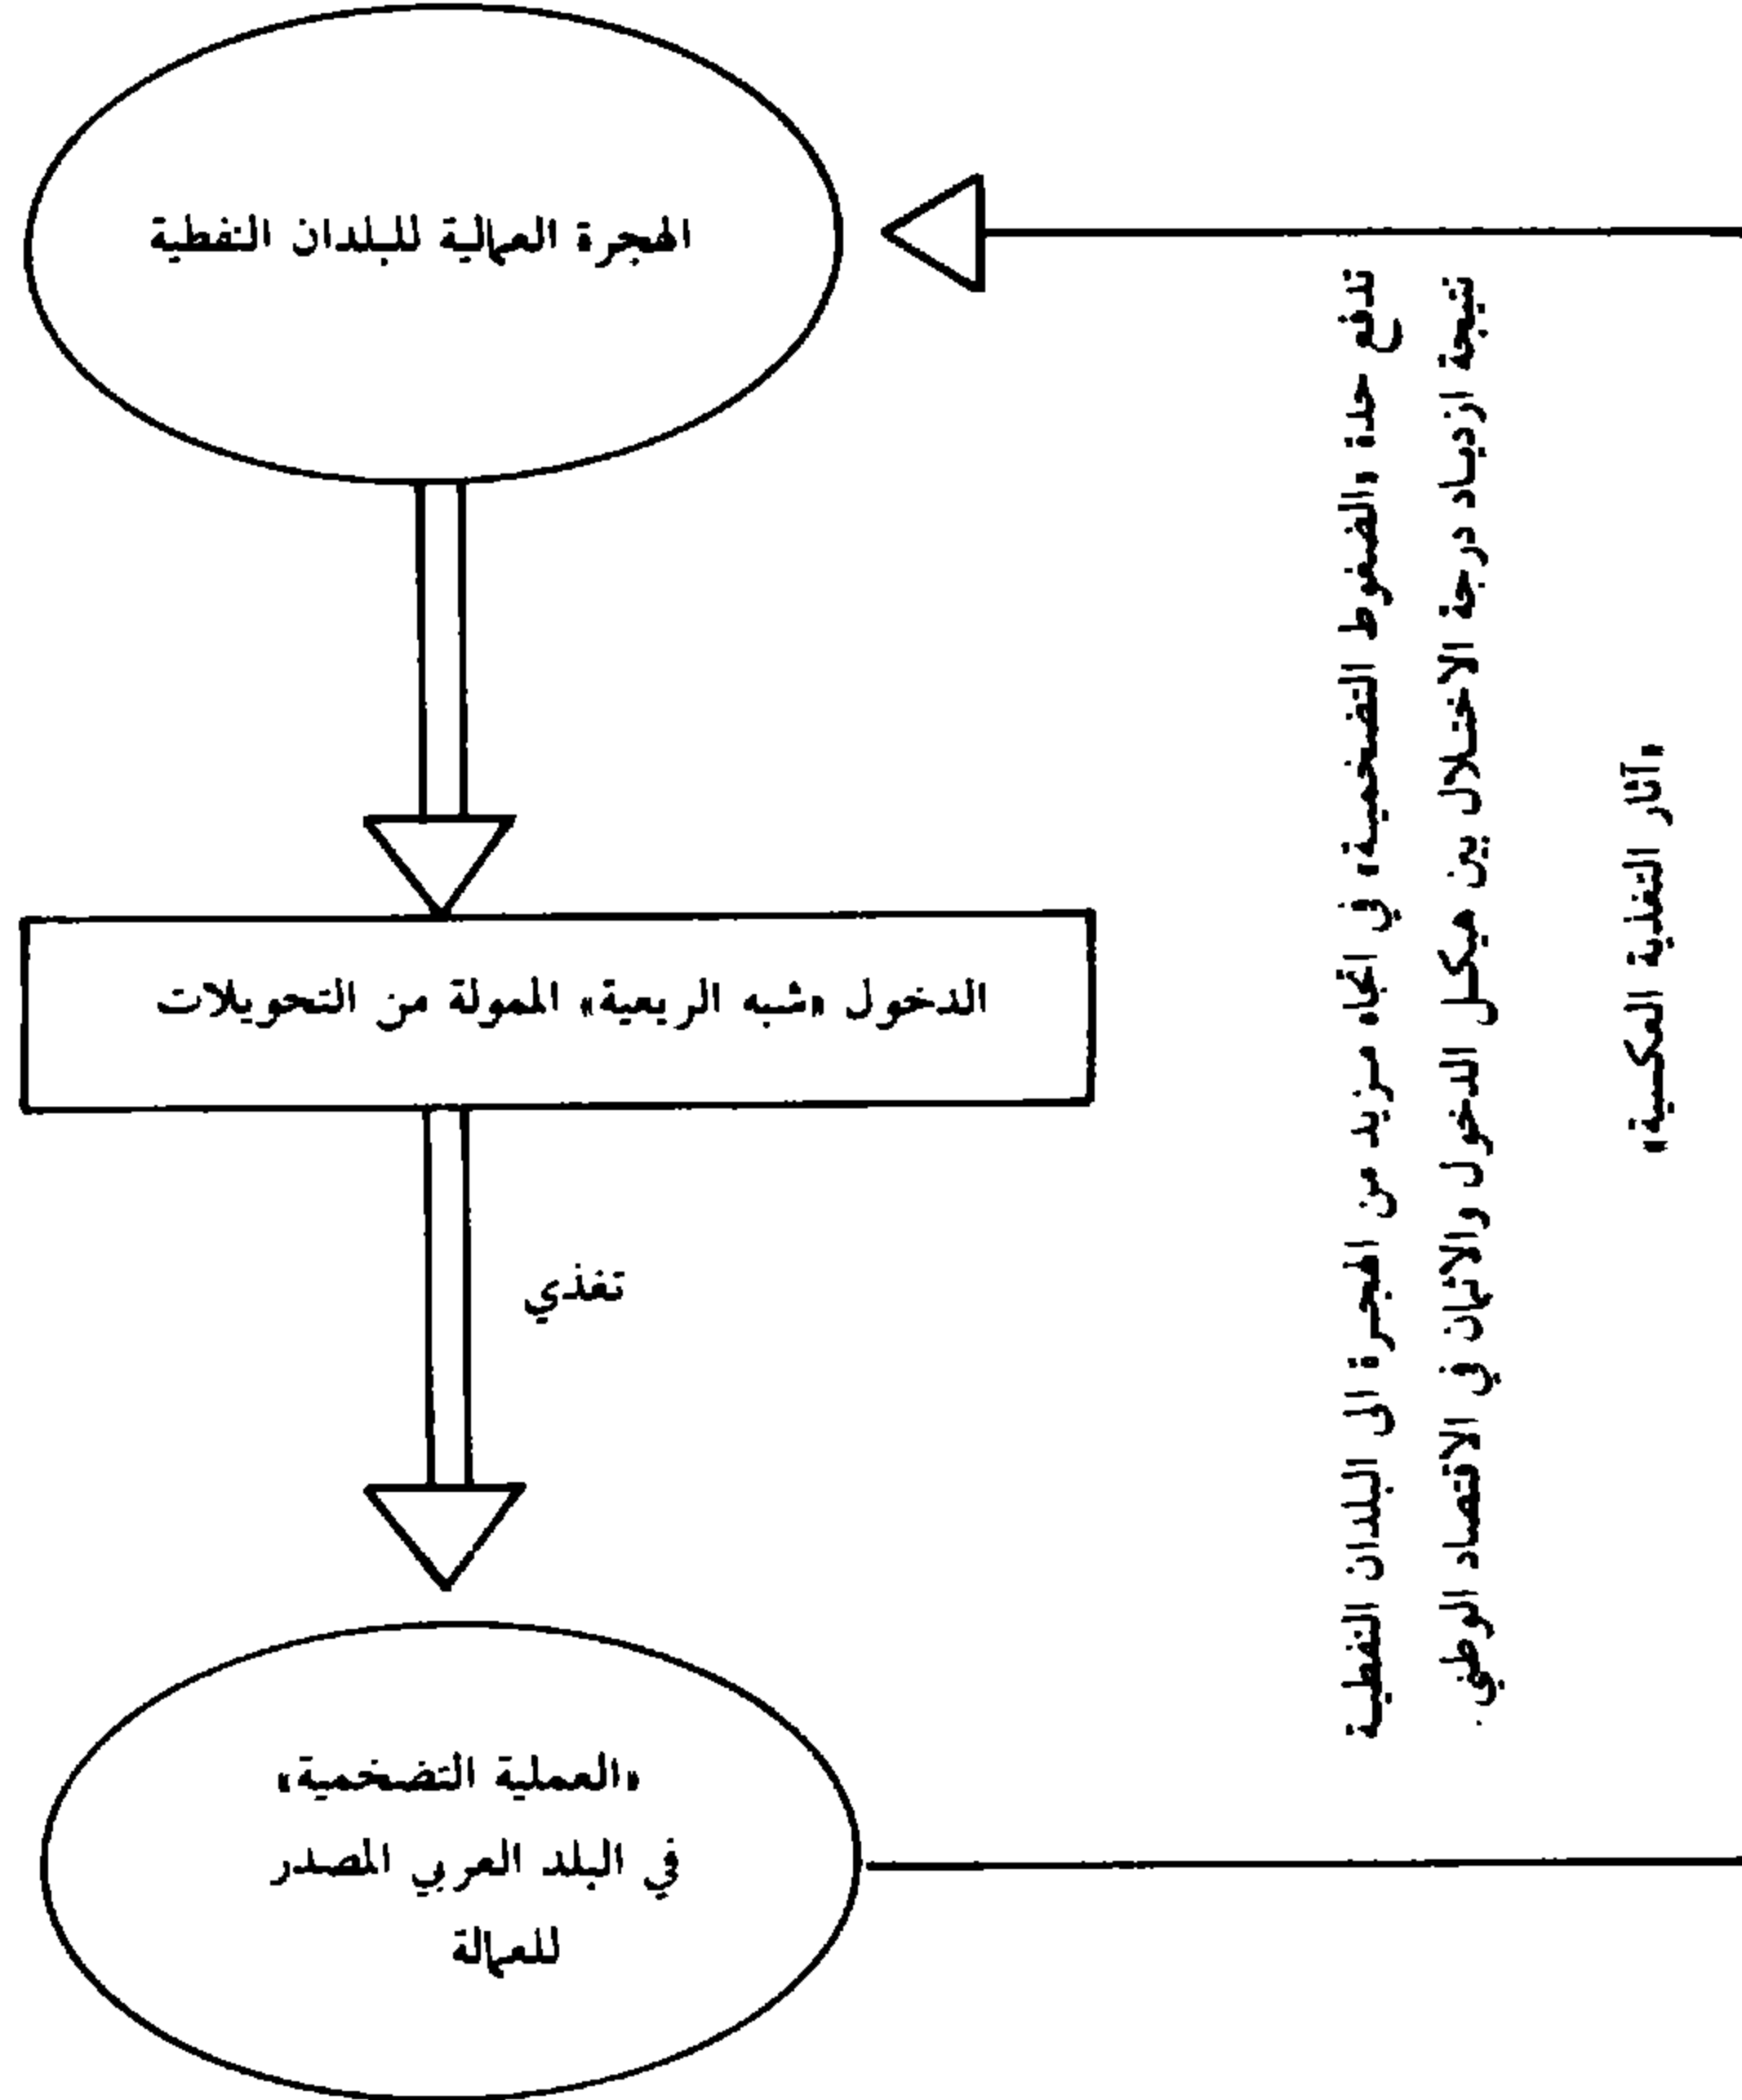 الهجرة العمالية للبلدان النفطية
الدخول «شبه الريعية» الممولة من التحويلات
تغذي
«العملية التضخمية»
في البلد العربي المصدر
للعمالة
تدفع حدة «الضغوط التضخمية» في اتجاه مزيد من الهجرة الى البلدان النفطية
نتيجة ازدياد درجة الاختلال بين هيكل الدخول والاثمان في الاقتصاد الوطني.
«آثار التغذية العكسية»